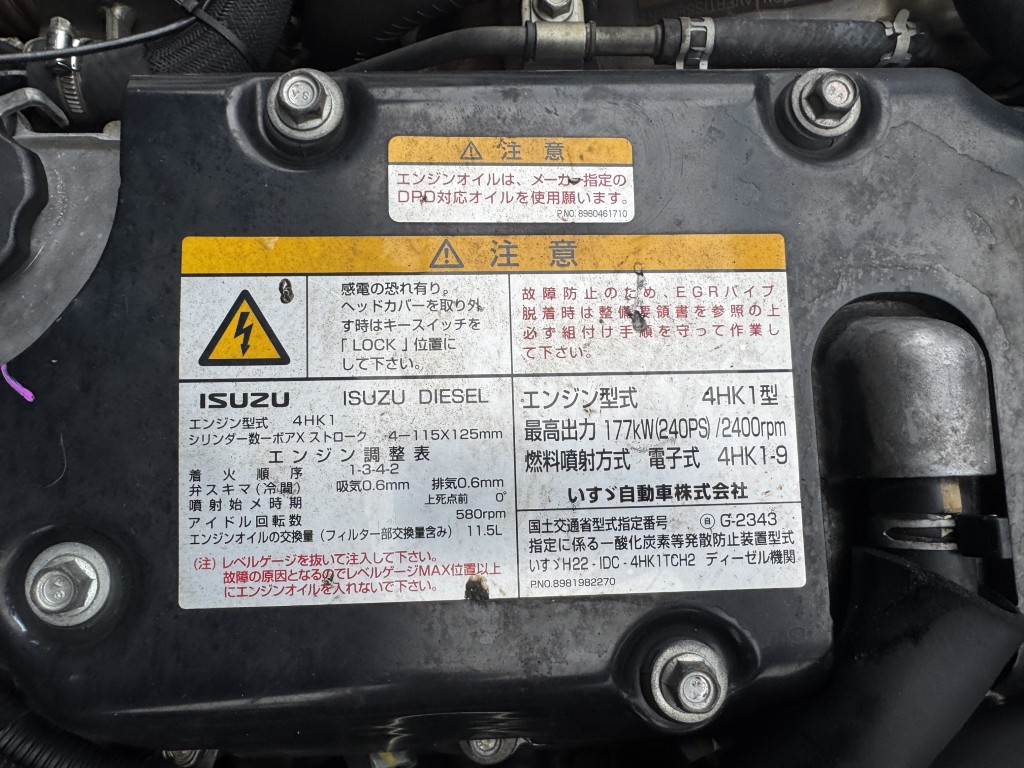 注意
エンジンオイルは、メーカー指定の
DPD対応オイルを使用願います。
P.NO. 8980461710
注意
感電の恐れ有り。
ヘッドカバーを取り外
す時はキースイッチを
「LOCK」位置に
して下さい。
故障防止のため、EGRパイプ
脱着時は整備要領書を参照の上
必ず組付け手順を守って作業し
て下さい。
ISUZU ISUZU DIESEL
エンジン型式 4HK1
シリンダー数ーボアXストローク 4－115X125mm
エンジン調整表
着火順序 1-3-4-2
弁スキマ(冷間) 吸気0.6mm 排気0.6mm
噴射始メ時期 上死点前 0°
アイドル回転数 580rpm
エンジンオイルの交換量(フィルター部交換量含み) 11.5L
(注) レベルゲージを抜いて注入して下さい。
故障の原因となるのでレベルゲージMAX位置以上
にエンジンオイルを入れないで下さい。
エンジン型式 4HK1型
最高出力 177kW(240PS)/2400rpm
燃料噴射方式 電子式 4HK1-9
いすゞ自動車株式会社
国土交通省型式指定番号 ㊉ G-2343
指定に係る一酸化炭素等発散防止装置型式
いすゞH22-IDC-4HK1TCH2 ディーゼル機関
P.NO. 8981982270